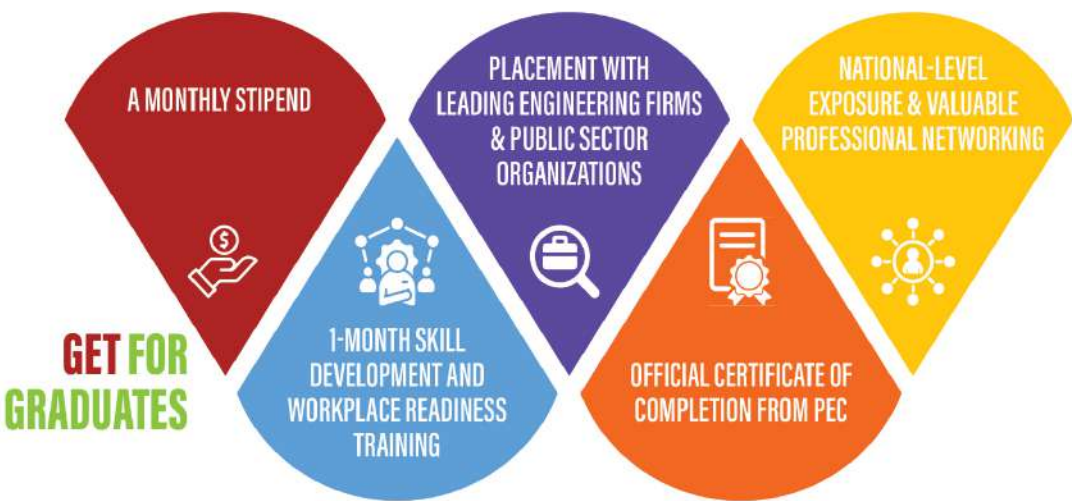 A MONTHLY STIPEND
1-MONTH SKILL
DEVELOPMENT AND
WORKPLACE READINESS
TRAINING
PLACEMENT WITH
LEADING ENGINEERING FIRMS
& PUBLIC SECTOR
ORGANIZATIONS
OFFICIAL CERTIFICATE OF
COMPLETION FROM PEC
NATIONAL-LEVEL
EXPOSURE & VALUABLE
PROFESSIONAL NETWORKING
GET FOR
GRADUATES
$